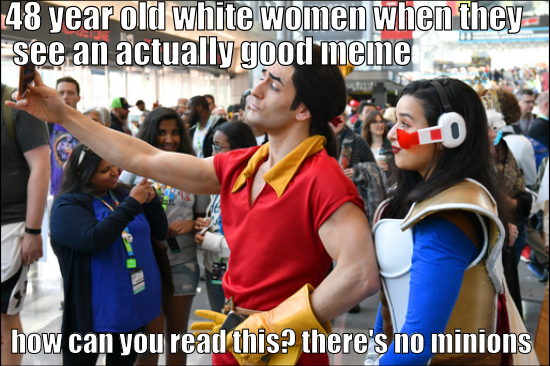 48 year old white women when they
see an actually good meme
how can you read this? there's no minions